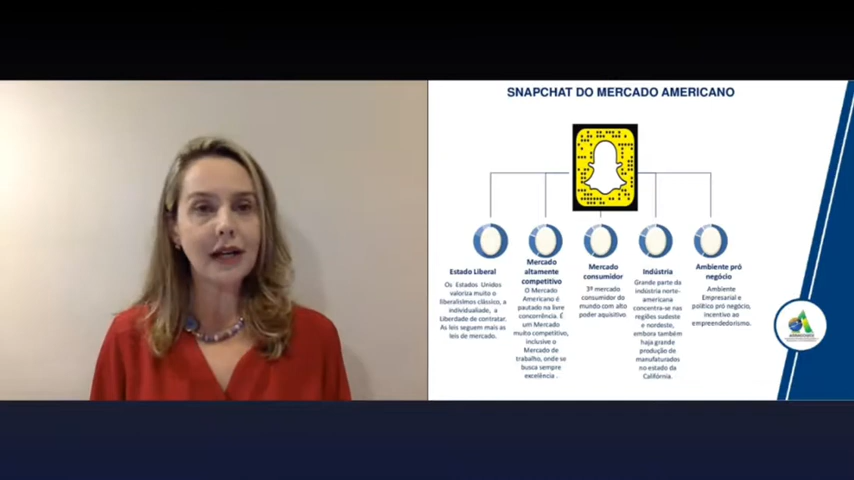 SNAPCHAT DO MERCADO AMERICANO
Estado Liberal
Os Estados Unidos
valoriza muito o
liberalisimos clássico, a
individualiade, a
Liberdade de contratar.
As leis seguem mais as
leis de mercado.
Mercado
altamente
competitivo
O Mercado
Americano é
pautado na livre
concorrência. É
um Mercado
muito competitivo,
inclusive o
Mercado de
trabalho, onde se
busca sempre
excelência .
Mercado
consumidor
3º mercado
consumidor do
mundo com alto
poder aquisitivo
Indústria
Grande parte da
indústria norte-
americana
concentra-se nas
regiões sudeste e
nordeste,
embora também
haja grande
produção de
manufaturados
no estado da
Califórnia.
Ambiente pró
negócio
Ambiente
Empresarial e
político pró negócio,
incentivo ao
empreendedorismo.